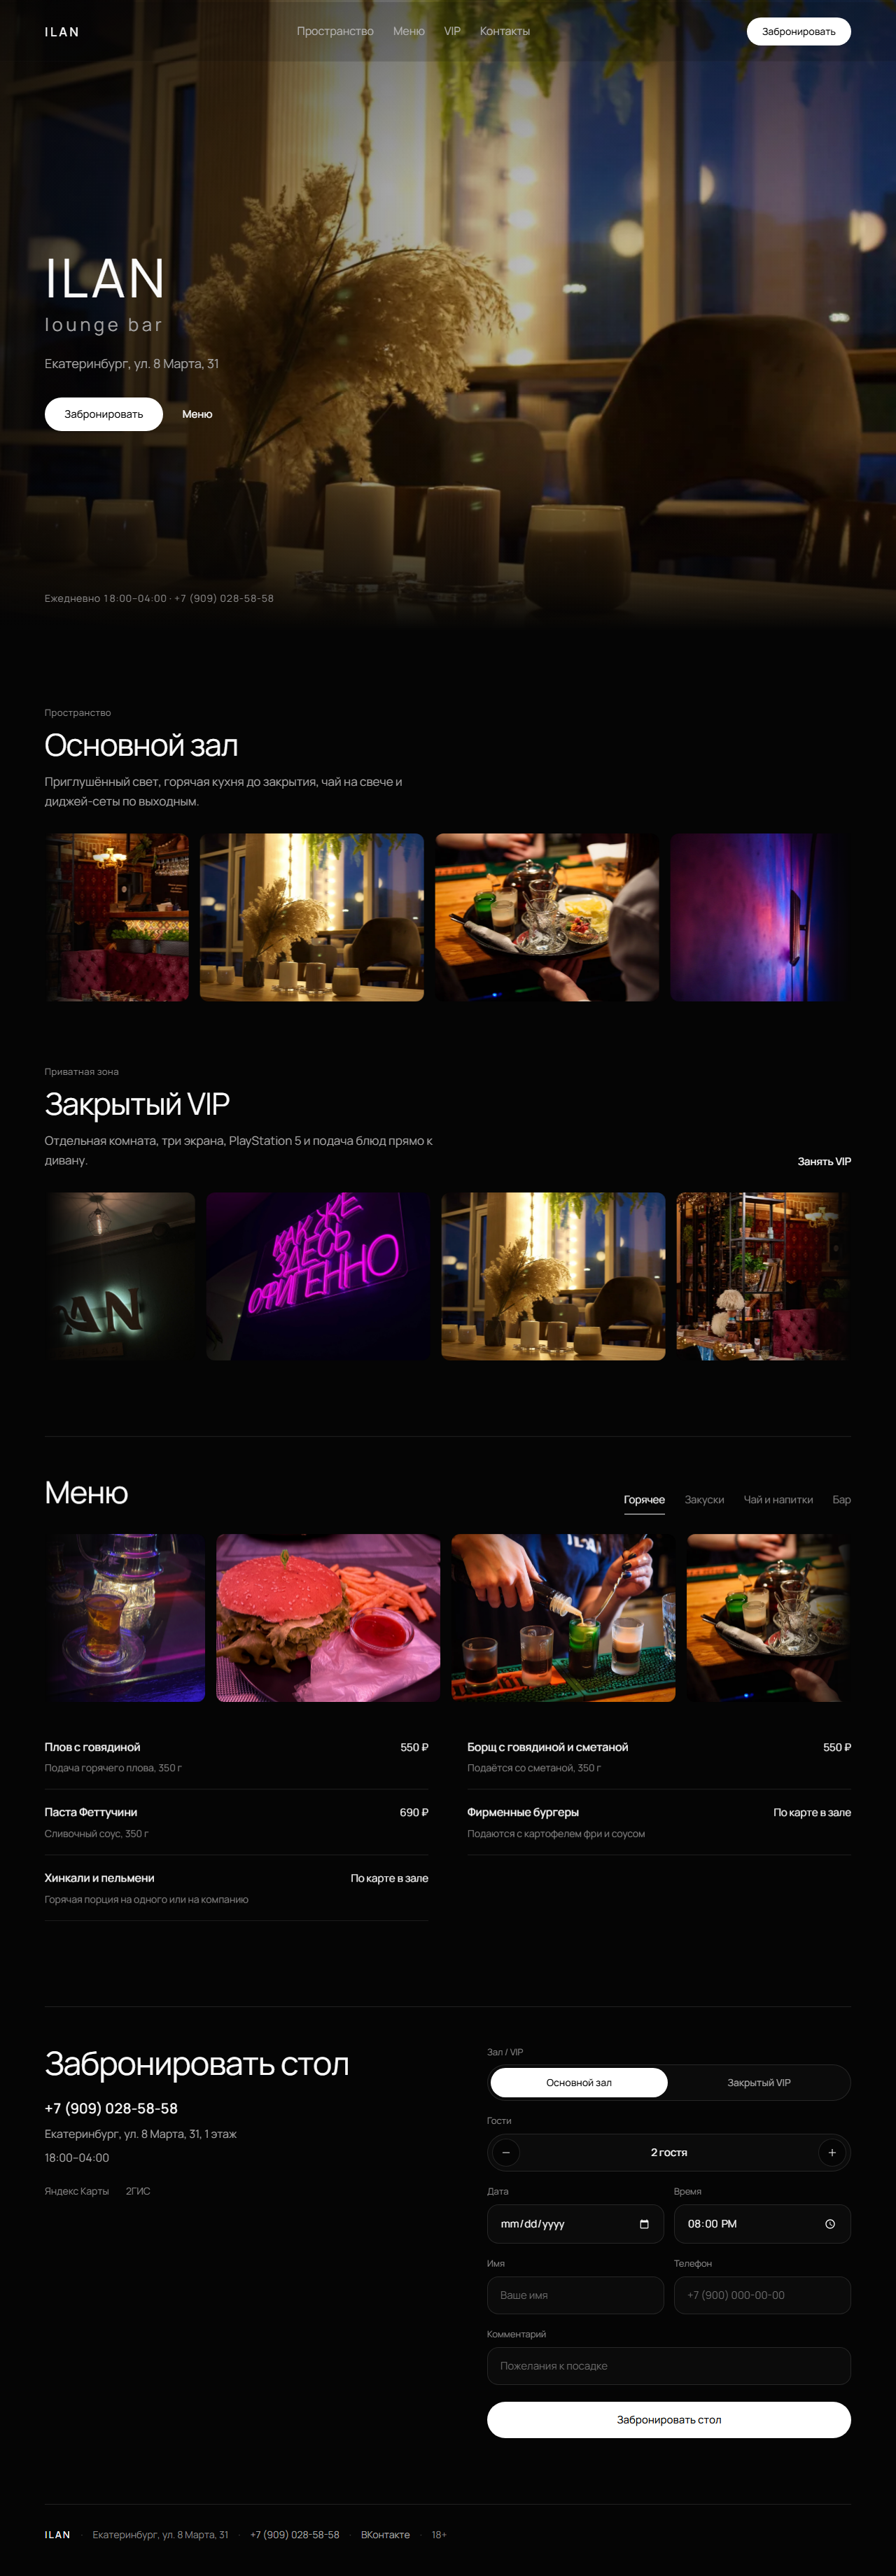 ILAN
Пространство
Меню
VIP
Контакты
Забронировать
ILAN
lounge bar
Екатеринбург, ул. 8 Марта, 31
Забронировать
Меню
Ежедневно 18:00–04:00 · +7 (909) 028-58-58
Пространство
Основной зал
Приглушённый свет, горячая кухня до закрытия, чай на свече и
диджей-сеты по выходным.
Приватная зона
Закрытый VIP
Отдельная комната, три экрана, PlayStation 5 и подача блюд прямо к
дивану.
Занять VIP
КАК ЖЕ
ЗДЕСЬ
ОФИГЕННО
Меню
Горячее
Закуски
Чай и напитки
Бар
Плов с говядиной
550 ₽
Подача горячего плова, 350 г
Борщ с говядиной и сметаной
550 ₽
Подаётся со сметаной, 350 г
Паста Феттучини
690 ₽
Сливочный соус, 350 г
Фирменные бургеры
По карте в зале
Подаются с картофелем фри и соусом
Хинкали и пельмени
По карте в зале
Горячая порция на одного или на компанию
Забронировать стол
+7 (909) 028-58-58
Екатеринбург, ул. 8 Марта, 31, 1 этаж
18:00–04:00
Яндекс Карты
2ГИС
Зал / VIP
Основной зал
Закрытый VIP
Гости
−
2 гостя
+
Дата
Время
mm/dd/yyyy
08:00 PM
Имя
Телефон
Ваше имя
+7 (900) 000-00-00
Комментарий
Пожелания к посадке
Забронировать стол
ILAN · Екатеринбург, ул. 8 Марта, 31 · +7 (909) 028-58-58 · ВКонтакте · 18+